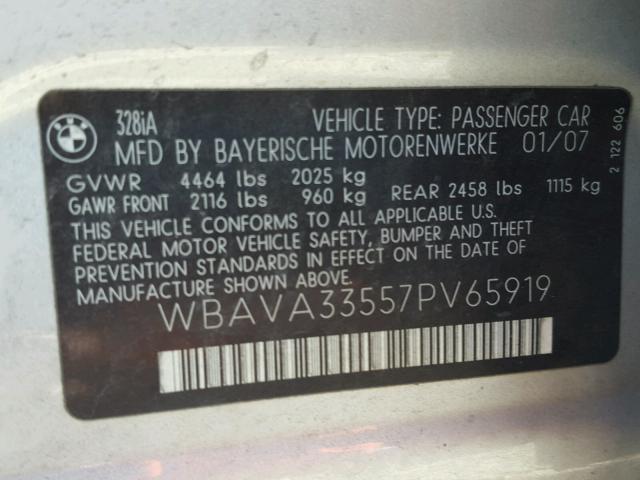 BMW
328iA VEHICLE TYPE: PASSENGER CAR
MFD BY BAYERISCHE MOTORENWERKE 01/07
GVWR 4464 lbs 2025 kg
GAWR FRONT 2116 lbs 960 kg REAR 2458 lbs 1115 kg
THIS VEHICLE CONFORMS TO ALL APPLICABLE U.S.
FEDERAL MOTOR VEHICLE SAFETY, BUMPER AND THEFT
PREVENTION STANDARDS IN EFFECT ON THE DATE OF
MANUFACTURE SHOWN ABOVE.
WBAVA33557PV65919
2 122 606